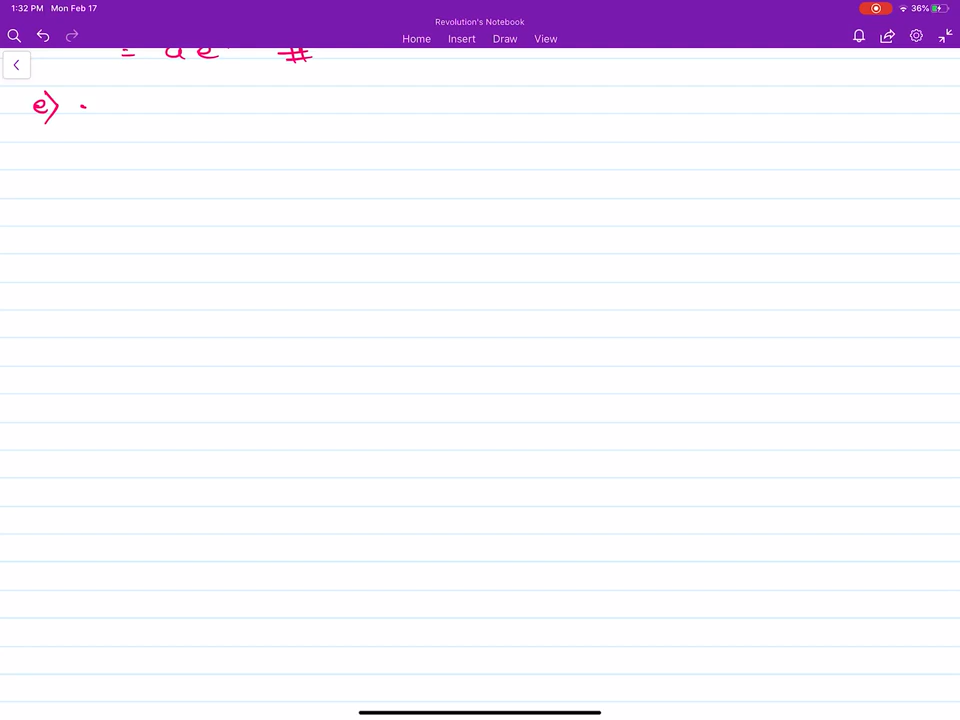 1:32 PM Mon Feb 17
36%
Revolution's Notebook
Home Insert Draw View
= a e #
e) .